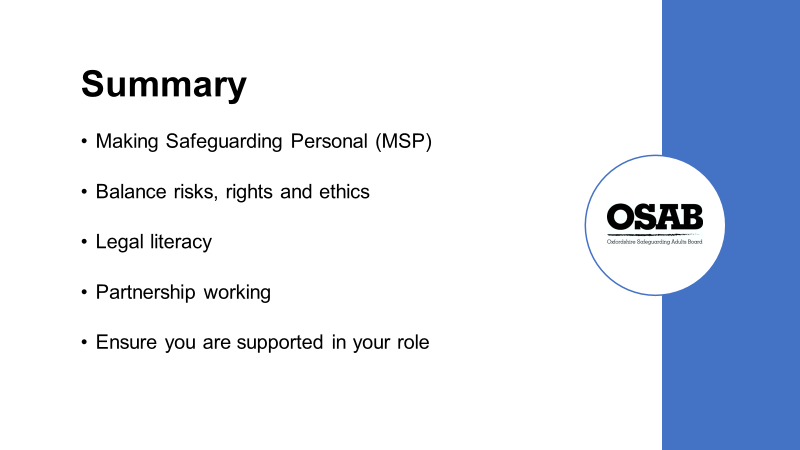 Summary
• Making Safeguarding Personal (MSP)
• Balance risks, rights and ethics
• Legal literacy
• Partnership working
• Ensure you are supported in your role
OSAB
Oxfordshire Safeguarding Adults Board